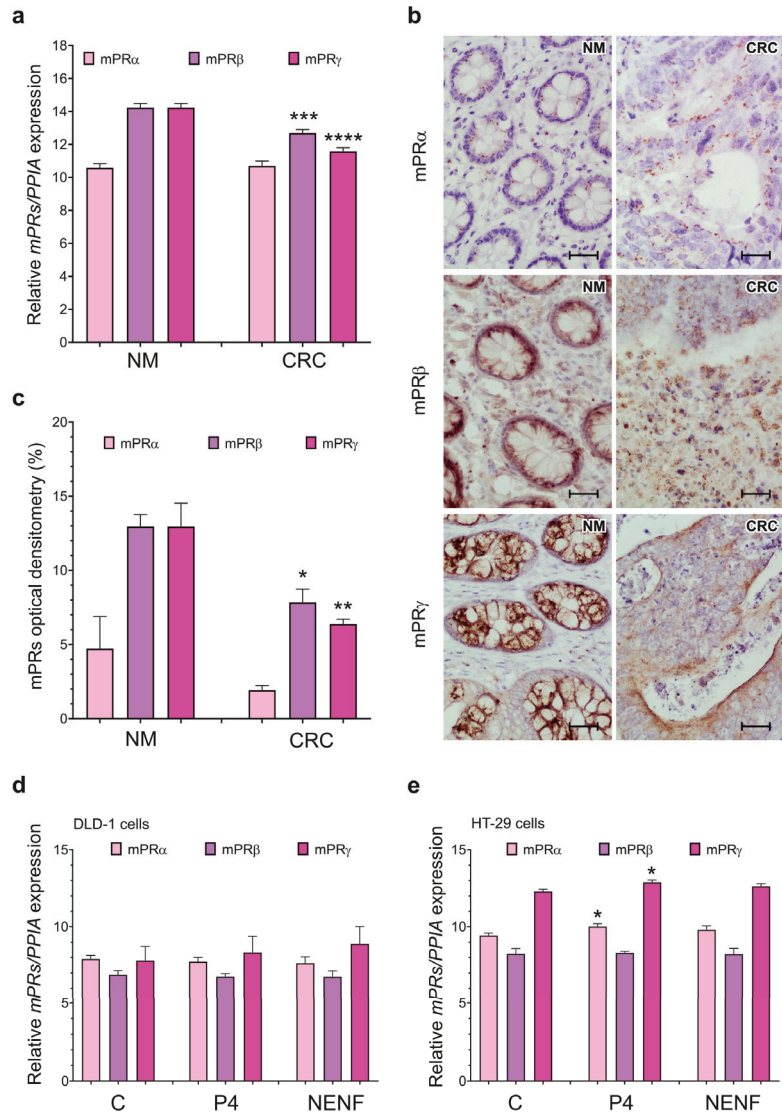 a
mPRα mPRβ mPRγ
Relative mPRs/PPIA expression
18
16
14
12
10
8
6
4
2
0
*** ****
NM CRC
b
mPRα
NM CRC
mPRβ
NM CRC
mPRγ
NM CRC
c
mPRα mPRβ mPRγ
mPRs optical densitometry (%)
20
15
10
5
0
* **
NM CRC
d
DLD-1 cells
mPRα mPRβ mPRγ
Relative mPRs/PPIA expression
15
10
5
0
C P4 NENF
e
HT-29 cells
mPRα mPRβ mPRγ
Relative mPRs/PPIA expression
15
10
5
0
* *
C P4 NENF